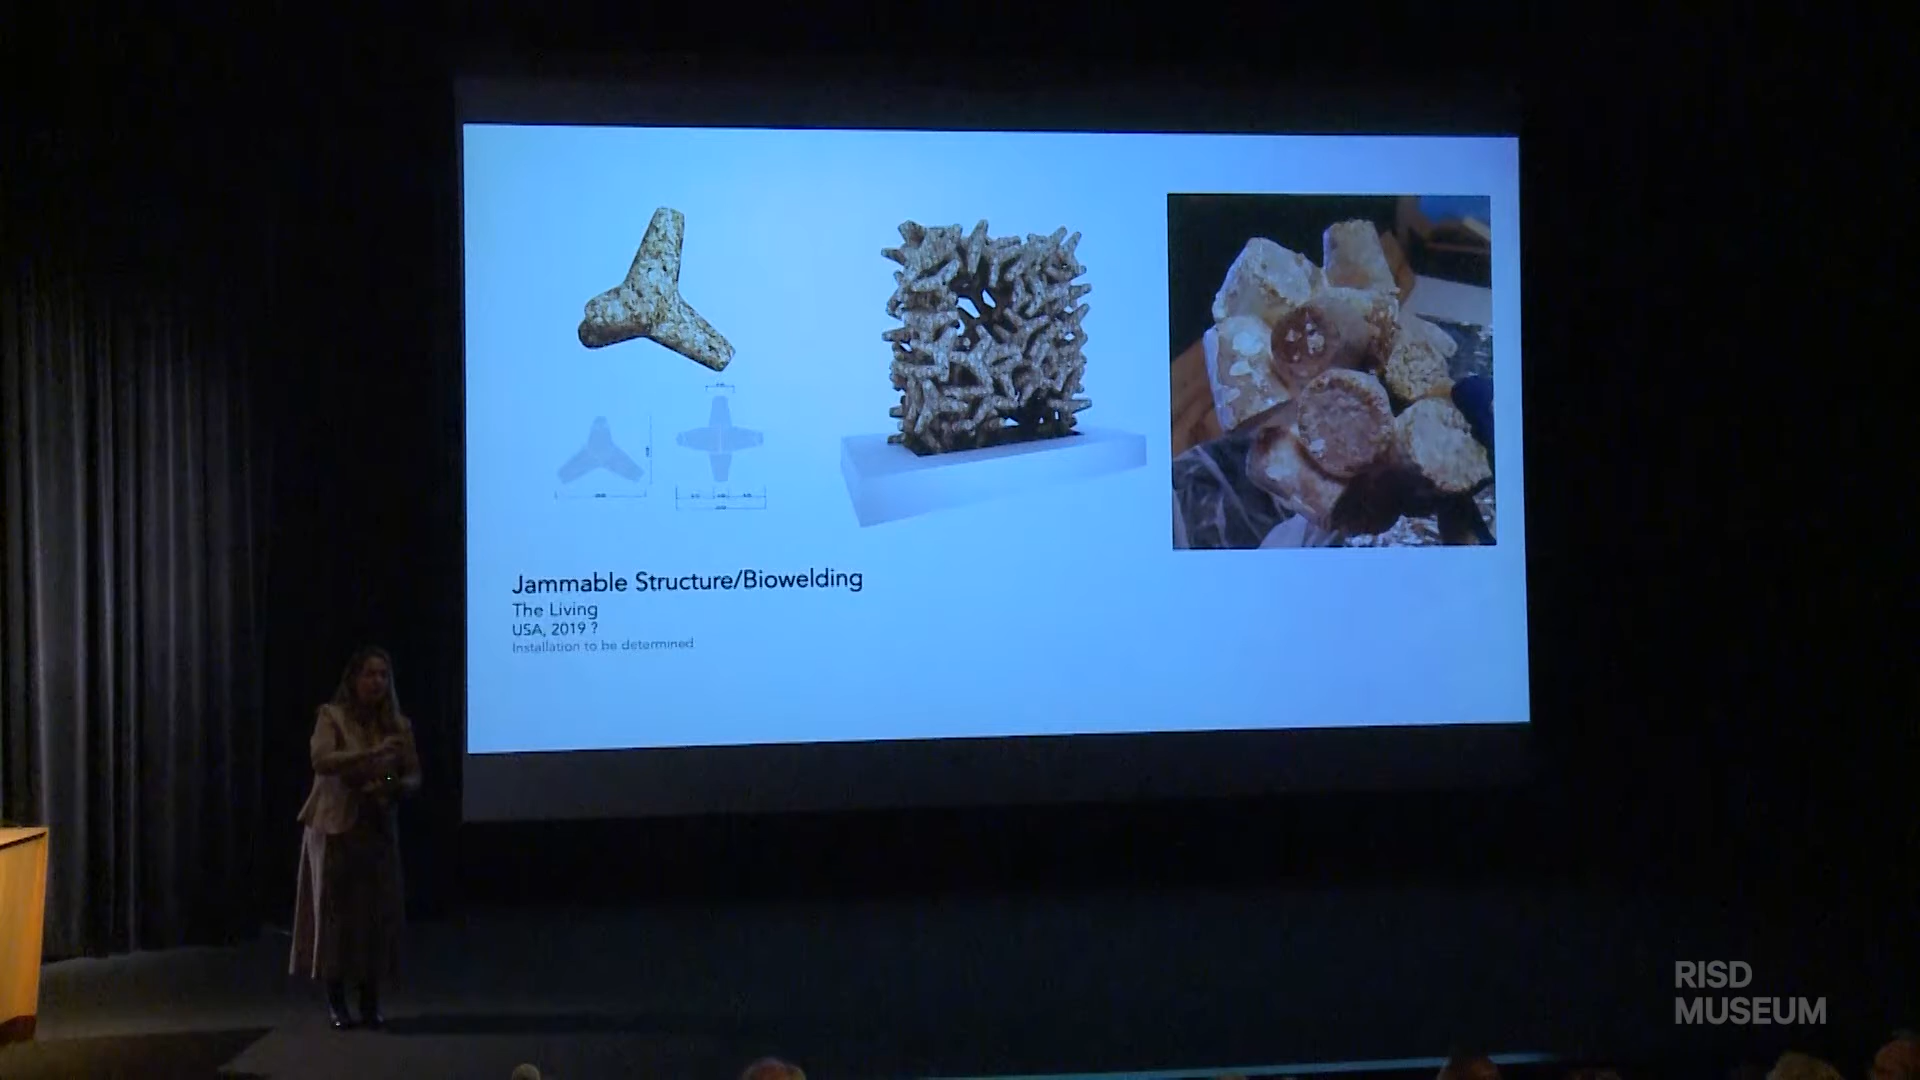 Jammable Structure/Biowelding
The Living
USA, 2019 ?
Installation to be determined
RISD
MUSEUM